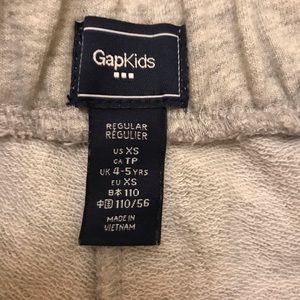 GapKids
REGULAR
RÉGULIER
US XS
CA TP
UK 4-5 YRS
EU XS
日本 110
中国 110/56
MADE IN
VIETNAM